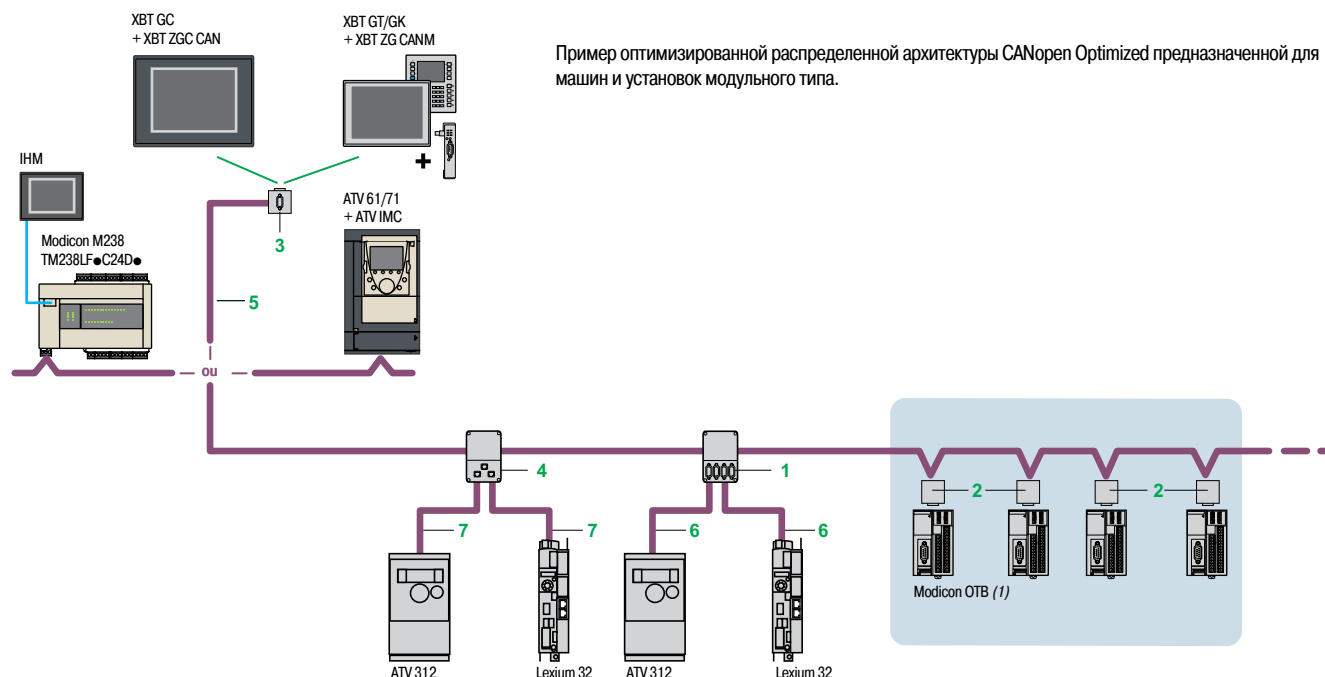 XBT GC
+ XBT ZGC CAN
XBT GT/GK
+ XBT ZG CANM
Пример оптимизированной распределенной архитектуры CANopen Optimized предназначенной для
машин и установок модульного типа.
+
IHM
3
ATV 61/71
+ ATV IMC
Modicon M238
TM238LF●C24D●
5
ou
4
1
2
2
7
7
6
6
Modicon OTB (1)
ATV 312
Lexium 32
ATV 312
Lexium 32